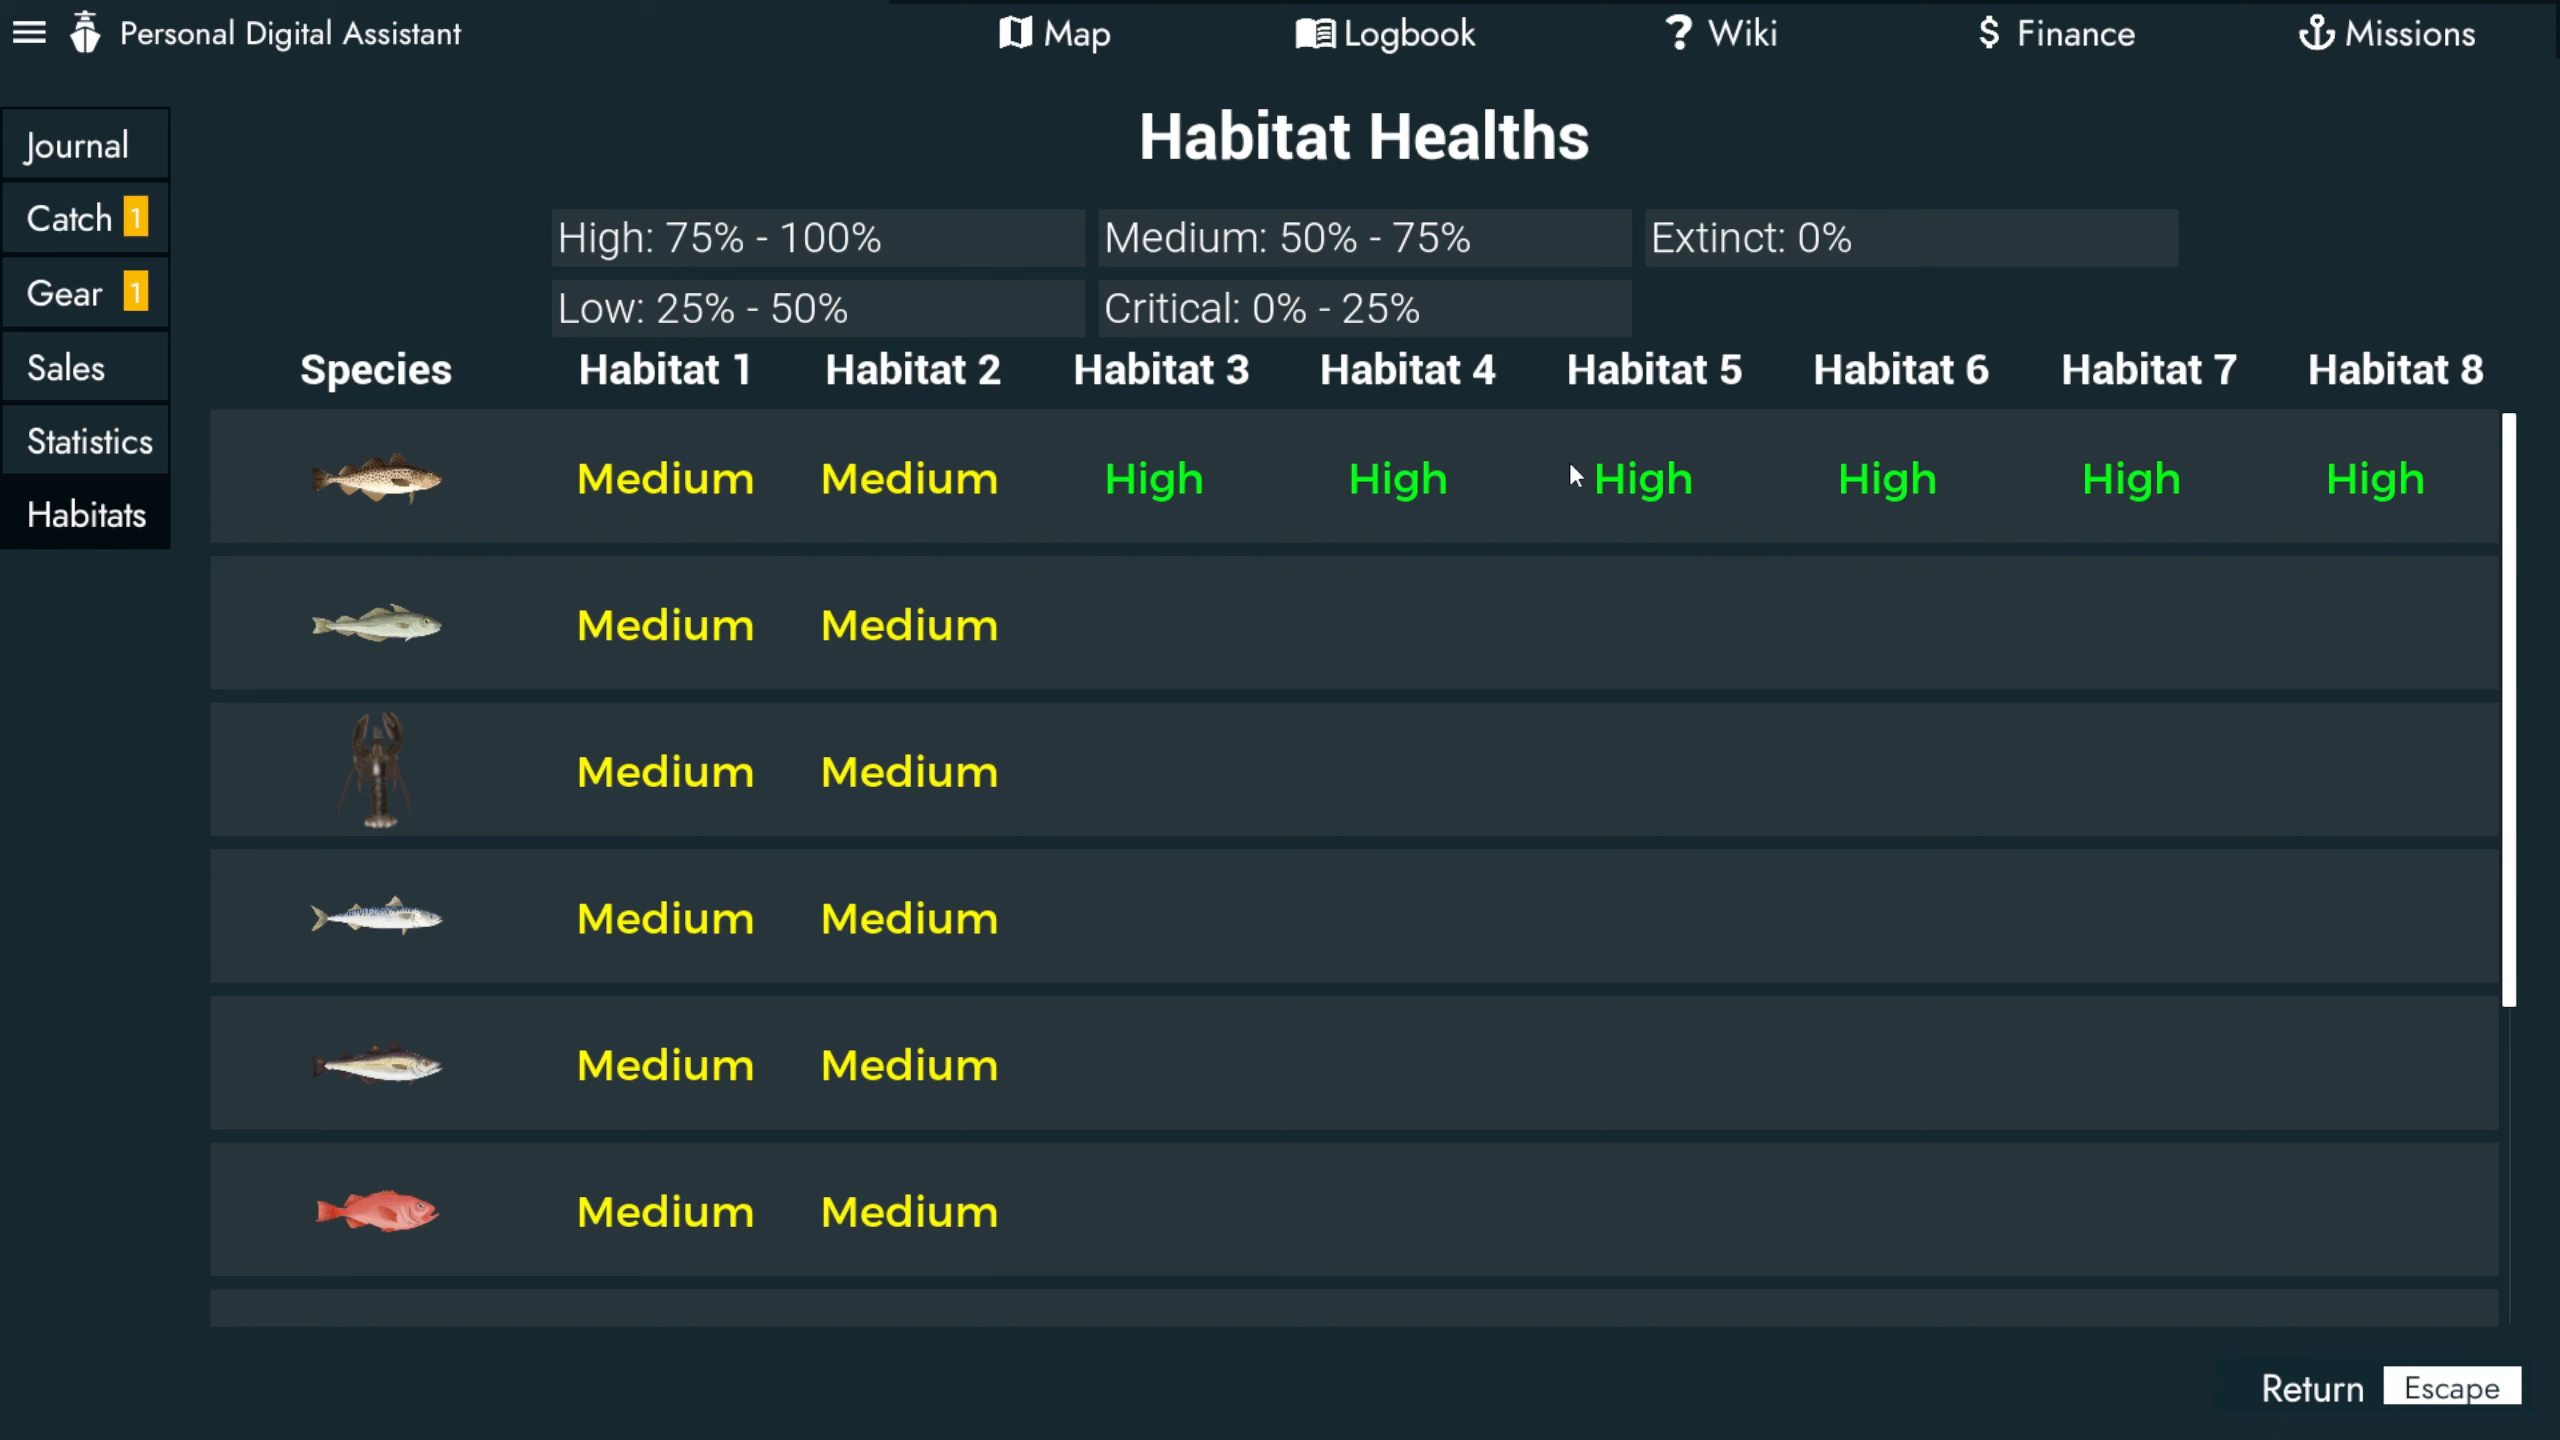 Personal Digital Assistant Map Logbook Wiki Finance Missions
Journal
Catch 1
Gear 1
Sales
Statistics
Habitats
Habitat Healths
High: 75% - 100% Medium: 50% - 75% Extinct: 0%
Low: 25% - 50% Critical: 0% - 25%
Species Habitat 1 Habitat 2 Habitat 3 Habitat 4 Habitat 5 Habitat 6 Habitat 7 Habitat 8
Medium Medium High High High High High High
Medium Medium
Medium Medium
Medium Medium
Medium Medium
Medium Medium
Return Escape